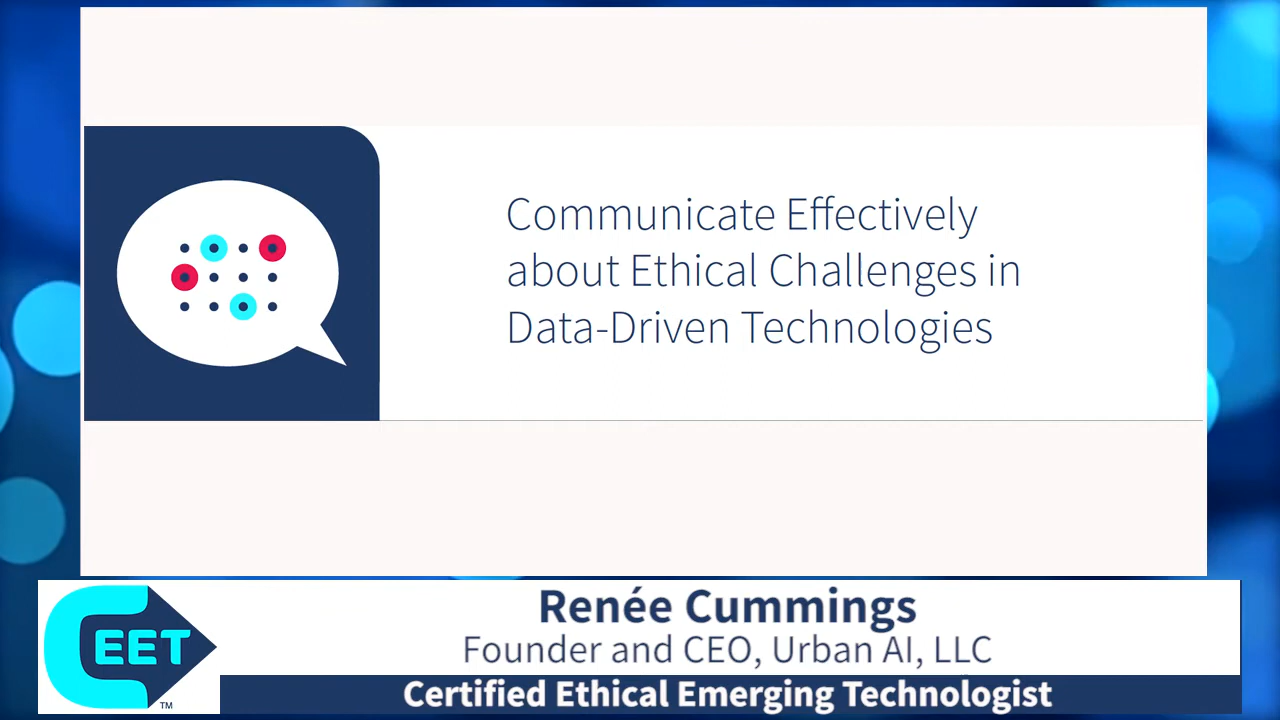 Communicate Effectively
about Ethical Challenges in
Data-Driven Technologies
Renée Cummings
Founder and CEO, Urban AI, LLC
CEET
TM
Certified Ethical Emerging Technologist